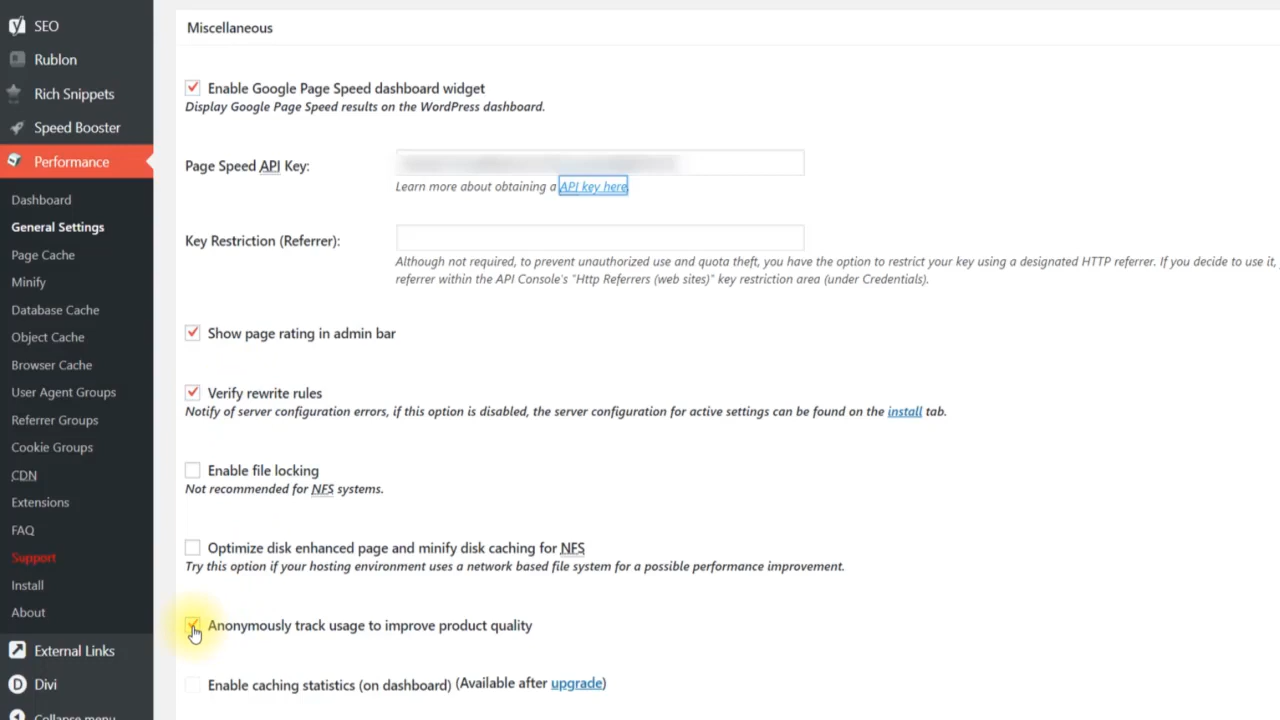 SEO
Rublon
Rich Snippets
Speed Booster
Performance
Dashboard
General Settings
Page Cache
Minify
Database Cache
Object Cache
Browser Cache
User Agent Groups
Referrer Groups
Cookie Groups
CDN
Extensions
FAQ
Support
Install
About
External Links
Divi
Collapse menu
Miscellaneous
Enable Google Page Speed dashboard widget
Display Google Page Speed results on the WordPress dashboard.
Page Speed API Key:
Learn more about obtaining a API key here.
Key Restriction (Referrer):
Although not required, to prevent unauthorized use and quota theft, you have the option to restrict your key using a designated HTTP referrer. If you decide to use it,
referrer within the API Console's "Http Referrers (web sites)" key restriction area (under Credentials).
Show page rating in admin bar
Verify rewrite rules
Notify of server configuration errors, if this option is disabled, the server configuration for active settings can be found on the install tab.
Enable file locking
Not recommended for NFS systems.
Optimize disk enhanced page and minify disk caching for NFS
Try this option if your hosting environment uses a network based file system for a possible performance improvement.
Anonymously track usage to improve product quality
Enable caching statistics (on dashboard) (Available after upgrade)